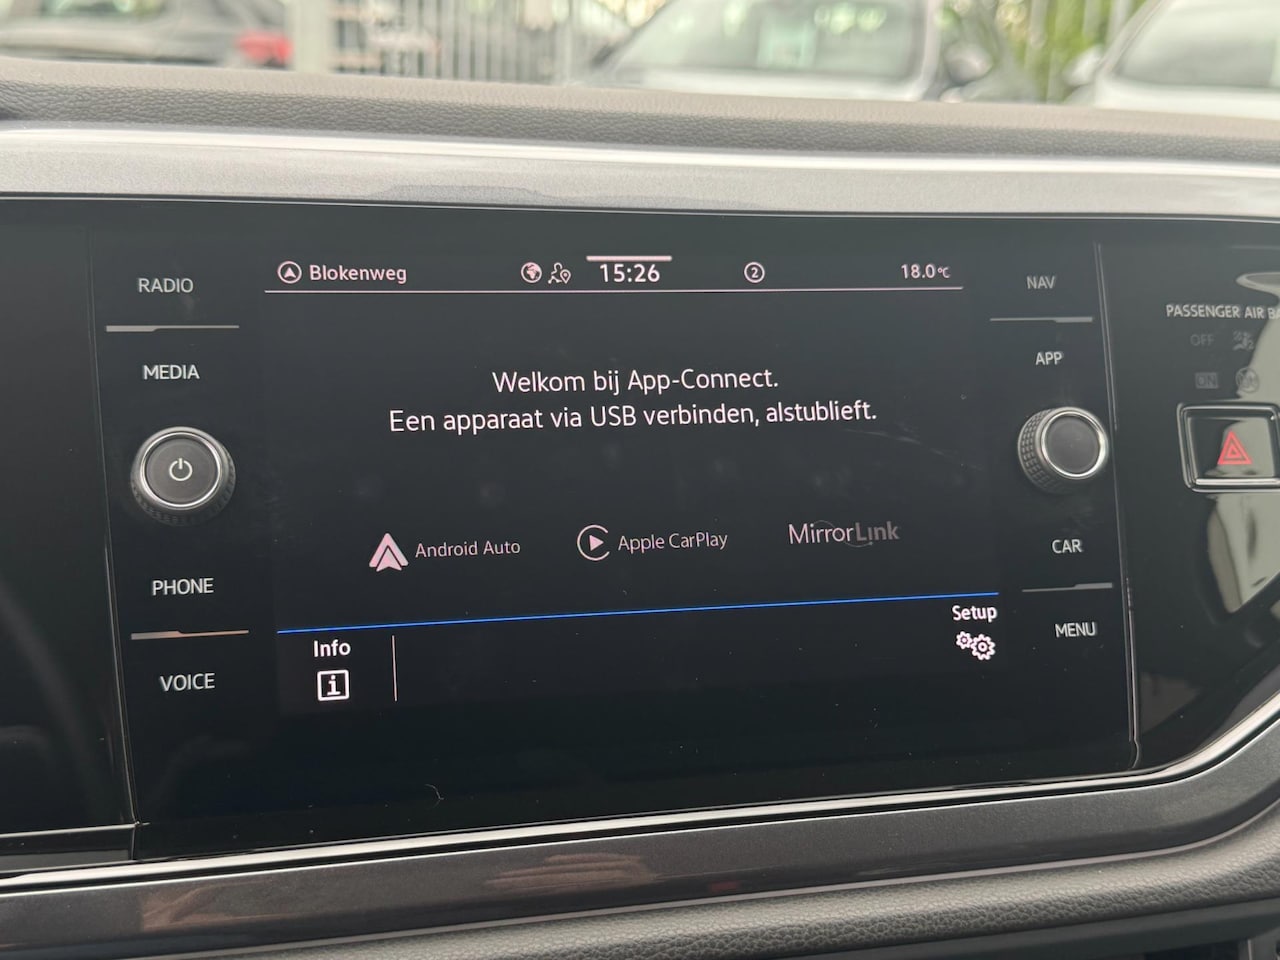 RADIO
MEDIA
PHONE
VOICE
Blokenweg
15:26
2
18.0°C
Welkom bij App-Connect.
Een apparaat via USB verbinden, alstublieft.
Android Auto
Apple CarPlay
MirrorLink
Info
i
Setup
NAV
APP
CAR
MENU
PASSENGER AIR BA
OFF
ON